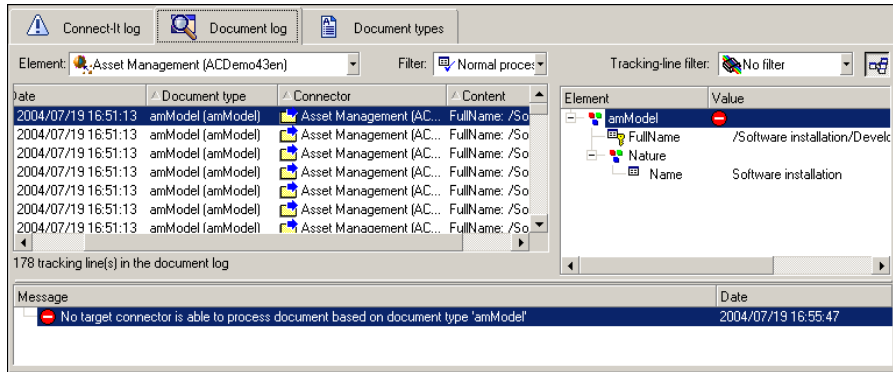 Connect-It log
Document log
Document types
Element: Asset Management (ACDemo43en)
Filter: Normal proces
Tracking-line filter: No filter
Date Document type Connector Content
2004/07/19 16:51:13 amModel (amModel) Asset Management (AC... FullName: /So
2004/07/19 16:51:13 amModel (amModel) Asset Management (AC... FullName: /So
2004/07/19 16:51:13 amModel (amModel) Asset Management (AC... FullName: /So
2004/07/19 16:51:13 amModel (amModel) Asset Management (AC... FullName: /So
2004/07/19 16:51:13 amModel (amModel) Asset Management (AC... FullName: /So
2004/07/19 16:51:13 amModel (amModel) Asset Management (AC... FullName: /So
2004/07/19 16:51:13 amModel (amModel) Asset Management (AC... FullName: /So
178 tracking line(s) in the document log
Element Value
amModel
FullName /Software installation/Develo
Nature
Name Software installation
Message Date
No target connector is able to process document based on document type 'amModel' 2004/07/19 16:55:47